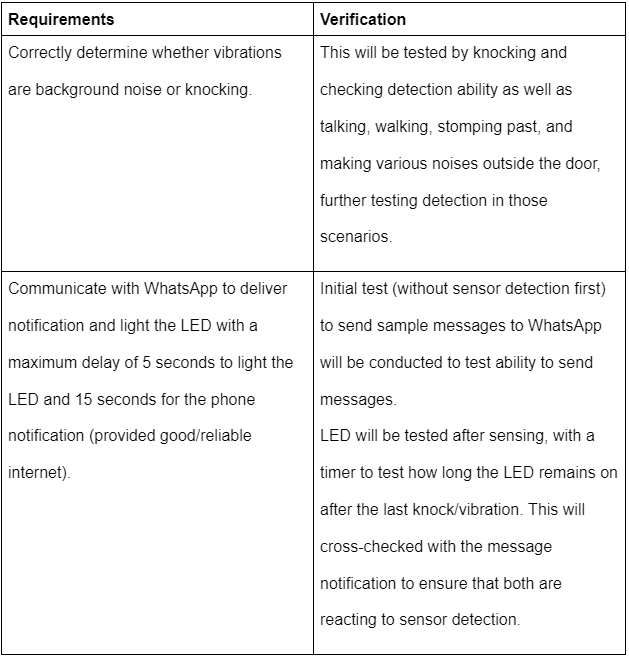 Requirements
Verification
Correctly determine whether vibrations
are background noise or knocking.
This will be tested by knocking and
checking detection ability as well as
talking, walking, stomping past, and
making various noises outside the door,
further testing detection in those
scenarios.
Communicate with WhatsApp to deliver
notification and light the LED with a
maximum delay of 5 seconds to light the
LED and 15 seconds for the phone
notification (provided good/reliable
internet).
Initial test (without sensor detection first)
to send sample messages to WhatsApp
will be conducted to test ability to send
messages.
LED will be tested after sensing, with a
timer to test how long the LED remains on
after the last knock/vibration. This will
cross-checked with the message
notification to ensure that both are
reacting to sensor detection.